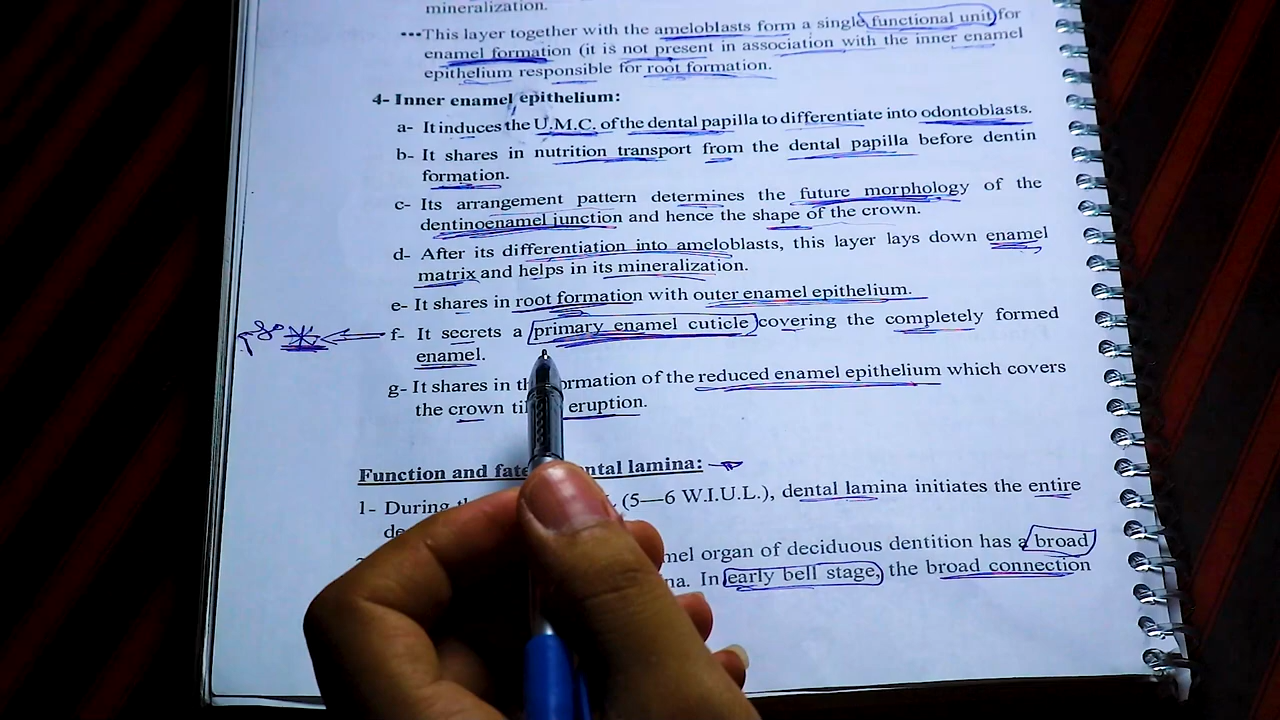 mineralization.
•••This layer together with the ameloblasts form a single functional unit for
enamel formation (it is not present in association with the inner enamel
epithelium responsible for root formation.
4- Inner enamel epithelium:
a- It induces the U.M.C. of the dental papilla to differentiate into odontoblasts.
b- It shares in nutrition transport from the dental papilla before dentin
formation.
c- Its arrangement pattern determines the future morphology of the
dentinoenamel junction and hence the shape of the crown.
d- After its differentiation into ameloblasts, this layer lays down enamel
matrix and helps in its mineralization.
e- It shares in root formation with outer enamel epithelium.
f- It secrets a primary enamel cuticle covering the completely formed
enamel.
g- It shares in formation of the reduced enamel epithelium which covers
the crown eruption.
Function and ental lamina:
1- During (5—6 W.I.U.L.), dental lamina initiates the entire
de
mel organ of deciduous dentition has a broad
na. In early bell stage, the broad connection